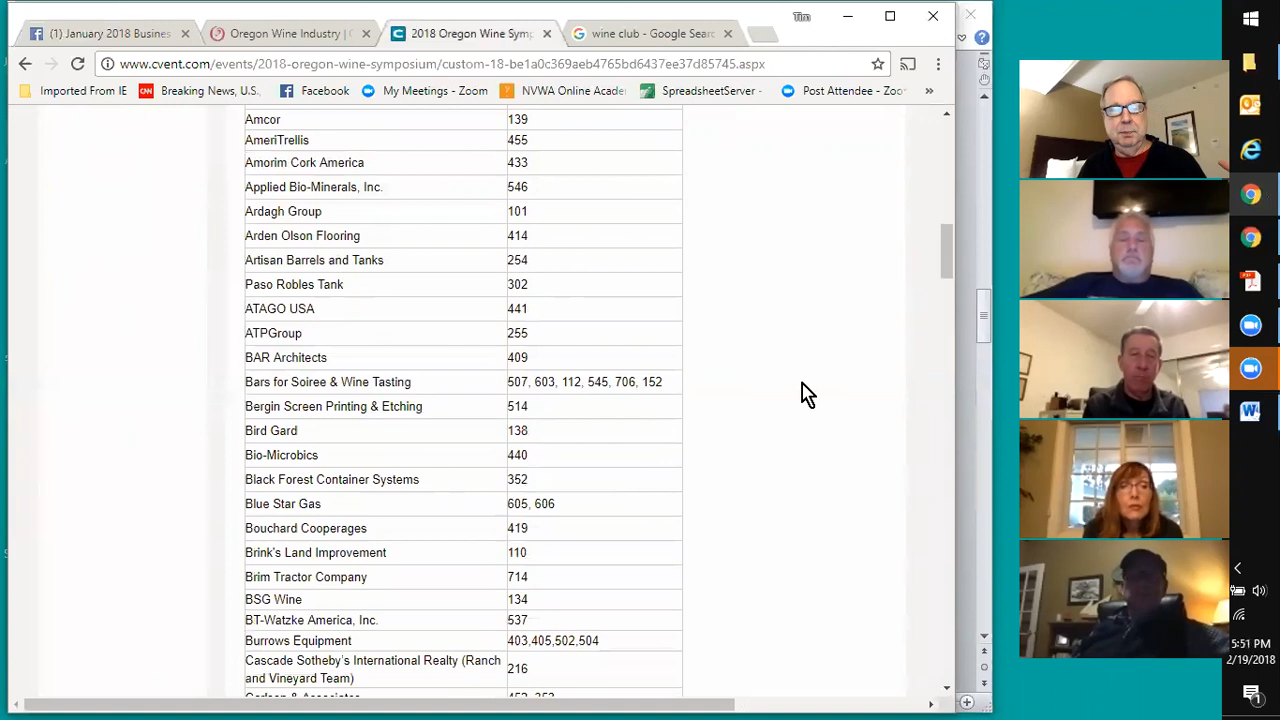 Tim
(1) January 2018 Busines
Oregon Wine Industry | O
2018 Oregon Wine Symp
wine club - Google Searc
www.cvent.com/events/2018-oregon-wine-symposium/custom-18-be1a0c369aeb4765bd6437ee37d85745.aspx
Imported From IE
Breaking News, U.S.
Facebook
My Meetings - Zoom
NVWA Online Acade
SpreadsheetServer -
Post Attendee - Zoo
»
Amcor 139
AmeriTrellis 455
Amorim Cork America 433
Applied Bio-Minerals, Inc. 546
Ardagh Group 101
Arden Olson Flooring 414
Artisan Barrels and Tanks 254
Paso Robles Tank 302
ATAGO USA 441
ATPGroup 255
BAR Architects 409
Bars for Soiree & Wine Tasting 507, 603, 112, 545, 706, 152
Bergin Screen Printing & Etching 514
Bird Gard 138
Bio-Microbics 440
Black Forest Container Systems 352
Blue Star Gas 605, 606
Bouchard Cooperages 419
Brink's Land Improvement 110
Brim Tractor Company 714
BSG Wine 134
BT-Watzke America, Inc. 537
Burrows Equipment 403,405,502,504
Cascade Sotheby's International Realty (Ranch
and Vineyard Team) 216
5:51 PM
2/19/2018